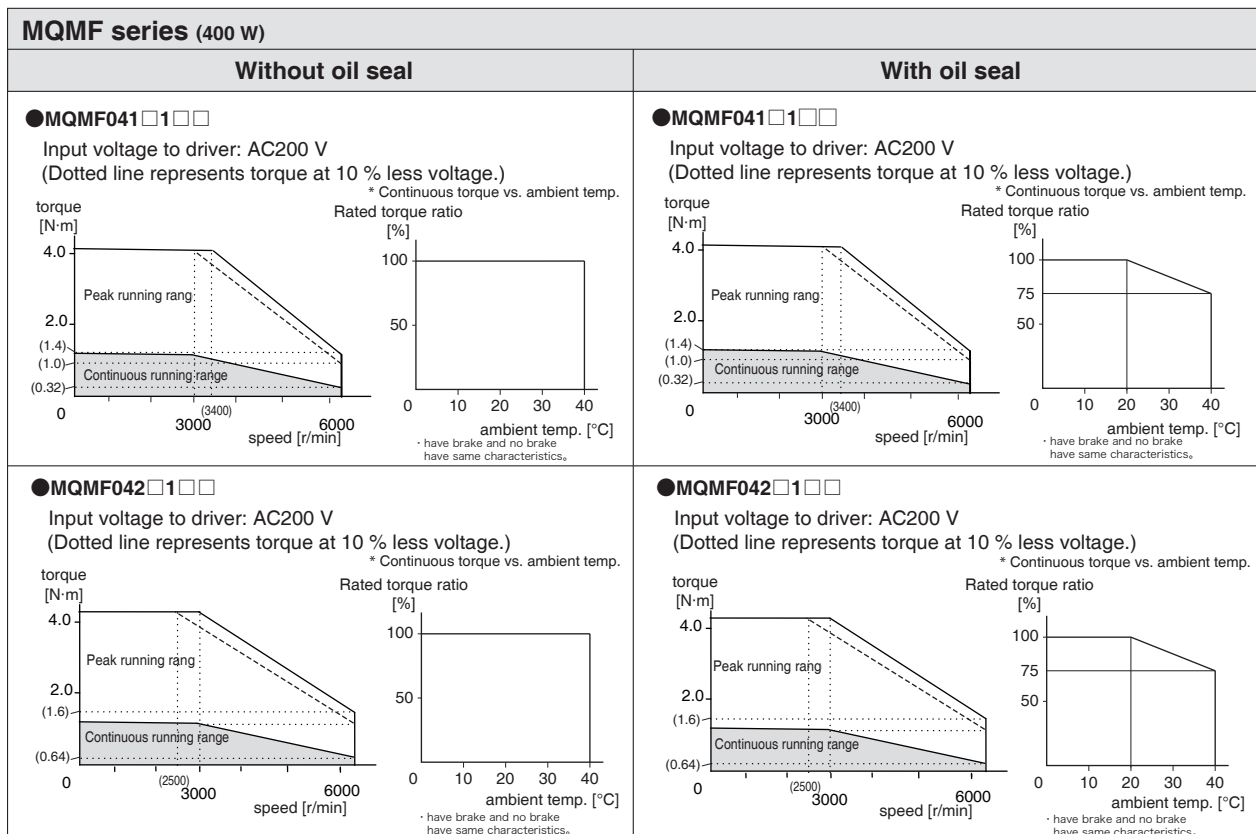 MQMF series (400 W)
Without oil seal
With oil seal
●MQMF041□1□□
Input voltage to driver: AC200 V
(Dotted line represents torque at 10 % less voltage.)
* Continuous torque vs. ambient temp.
torque
[N·m]
4.0
2.0
(1.4)
(1.0)
(0.32)
0
Peak running rang
Continuous running range
3000
(3400)
6000
speed [r/min]
Rated torque ratio
[%]
100
50
0
10
20
30
40
ambient temp. [°C]
· have brake and no brake
have same characteristics。
●MQMF041□1□□
Input voltage to driver: AC200 V
(Dotted line represents torque at 10 % less voltage.)
* Continuous torque vs. ambient temp.
torque
[N·m]
4.0
2.0
(1.4)
(1.0)
(0.32)
0
Peak running rang
Continuous running range
3000
(3400)
6000
speed [r/min]
Rated torque ratio
[%]
100
75
50
0
10
20
30
40
ambient temp. [°C]
· have brake and no brake
have same characteristics。
●MQMF042□1□□
Input voltage to driver: AC200 V
(Dotted line represents torque at 10 % less voltage.)
* Continuous torque vs. ambient temp.
torque
[N·m]
4.0
2.0
(1.6)
(0.64)
0
Peak running rang
Continuous running range
(2500)
3000
6000
speed [r/min]
Rated torque ratio
[%]
100
50
0
10
20
30
40
ambient temp. [°C]
· have brake and no brake
have same characteristics。
●MQMF042□1□□
Input voltage to driver: AC200 V
(Dotted line represents torque at 10 % less voltage.)
* Continuous torque vs. ambient temp.
torque
[N·m]
4.0
2.0
(1.6)
(0.64)
0
Peak running rang
Continuous running range
(2500)
3000
6000
speed [r/min]
Rated torque ratio
[%]
100
75
50
0
10
20
30
40
ambient temp. [°C]
· have brake and no brake
have same characteristics。